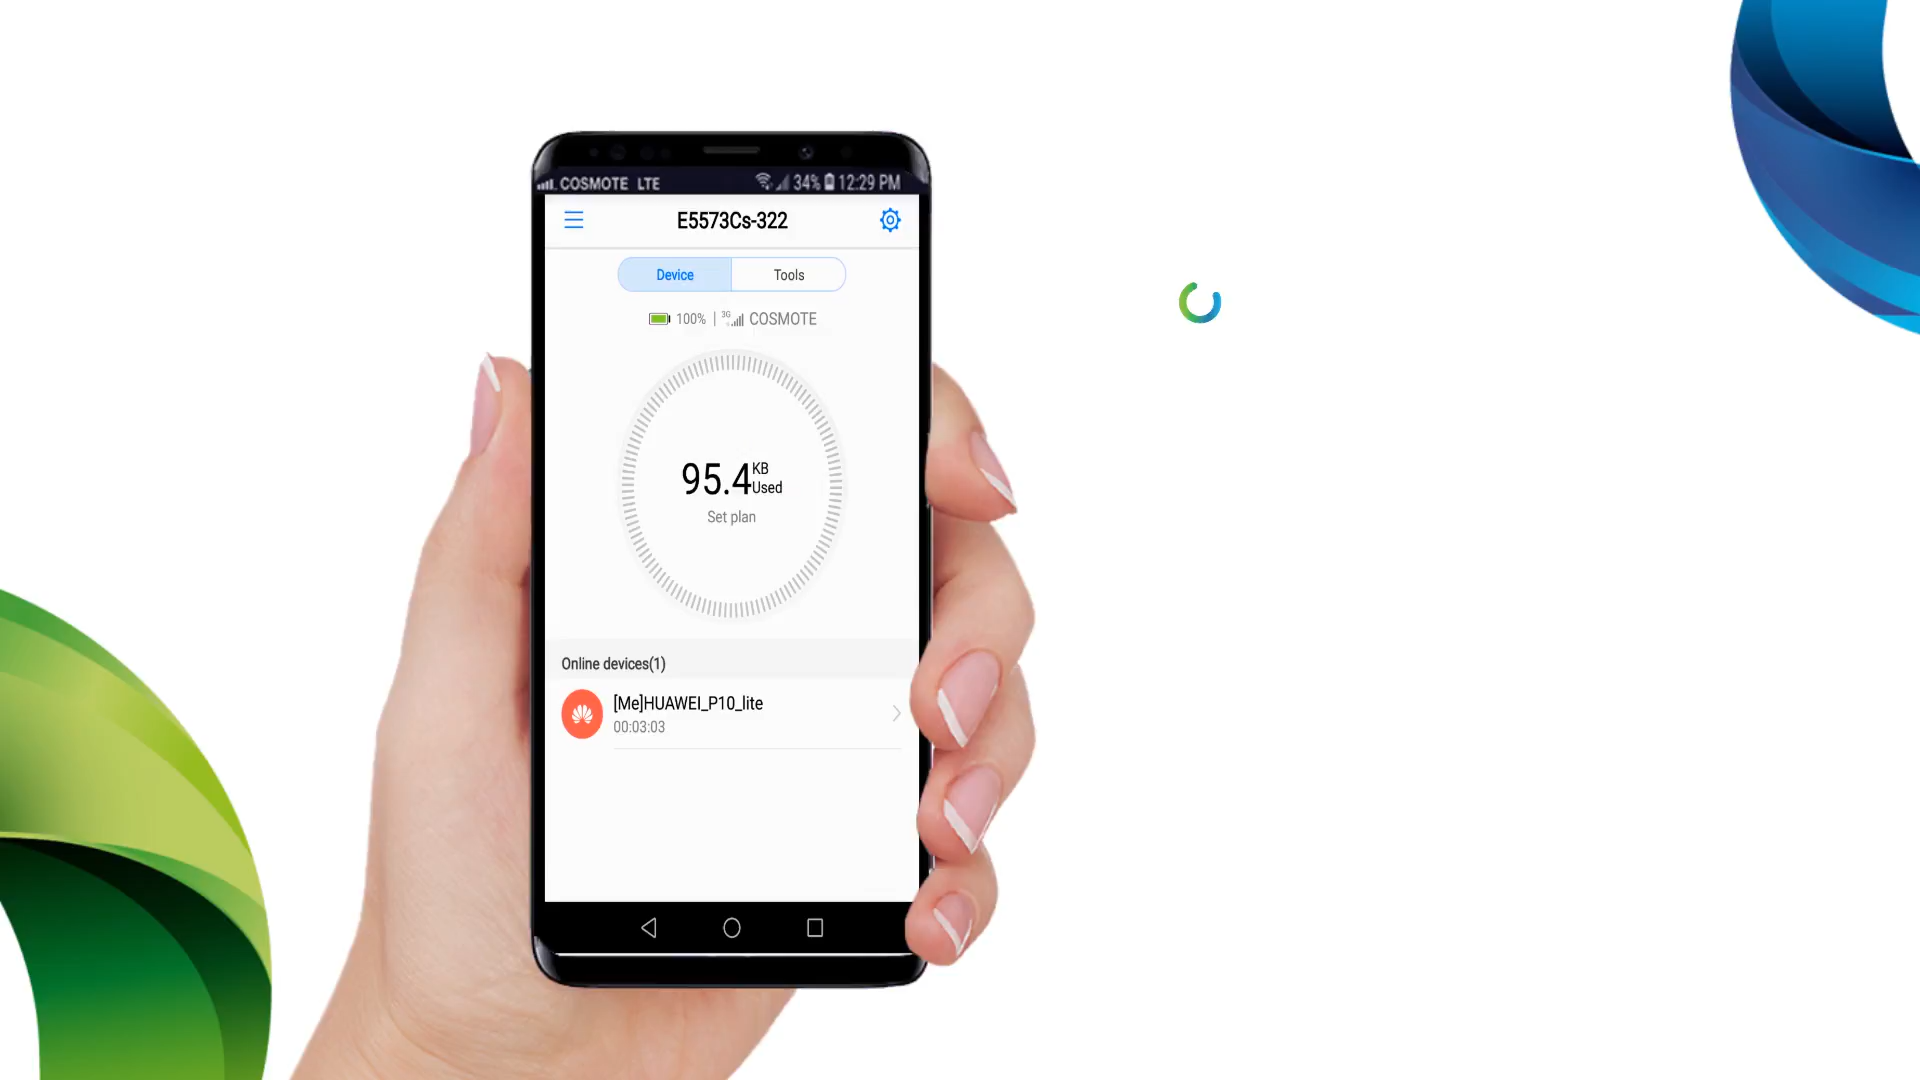 COSMOTE LTE 34% 12:29 PM
E5573Cs-322
Device Tools
100% | 3G COSMOTE
95.4 KB Used
Set plan
Online devices(1)
[Me]HUAWEI_P10_lite
00:03:03